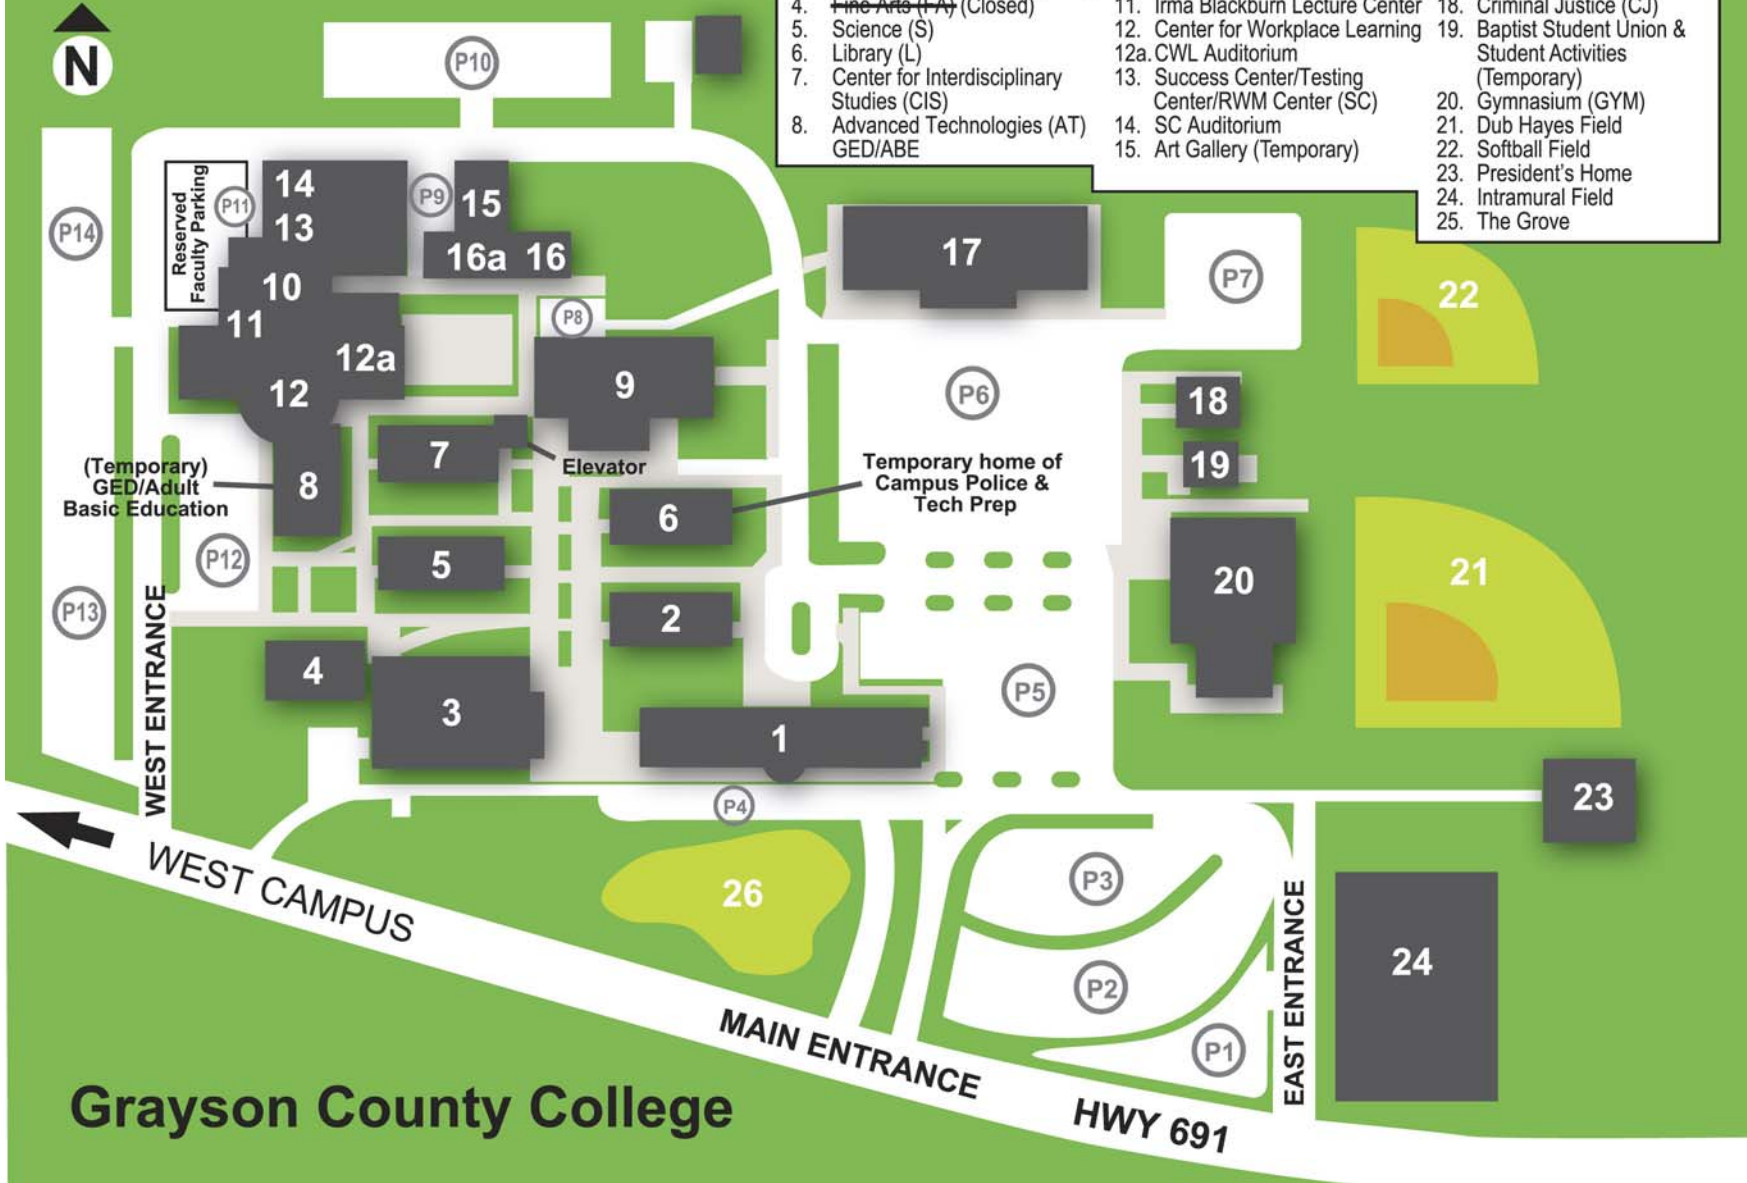 4. Fine Arts (FA) (Closed)
5. Science (S)
6. Library (L)
7. Center for Interdisciplinary
Studies (CIS)
8. Advanced Technologies (AT)
GED/ABE
11. Irma Blackburn Lecture Center
12. Center for Workplace Learning
12a. CWL Auditorium
13. Success Center/Testing
Center/RWM Center (SC)
14. SC Auditorium
15. Art Gallery (Temporary)
18. Criminal Justice (CJ)
19. Baptist Student Union &
Student Activities
(Temporary)
20. Gymnasium (GYM)
21. Dub Hayes Field
22. Softball Field
23. President's Home
24. Intramural Field
25. The Grove
N
P10
P14
Reserved
Faculty Parking
P11
14
13
P9
15
16a 16
10
11
12a
12
P8
17
P7
22
9
P6
18
7
Elevator
19
(Temporary)
GED/Adult
Basic Education
8
Temporary home of
Campus Police &
Tech Prep
6
5
P12
P13
20
21
2
WEST ENTRANCE
4
3
1
P5
23
P4
WEST CAMPUS
26
P3
P2
P1
EAST ENTRANCE
24
MAIN ENTRANCE
HWY 691
Grayson County College